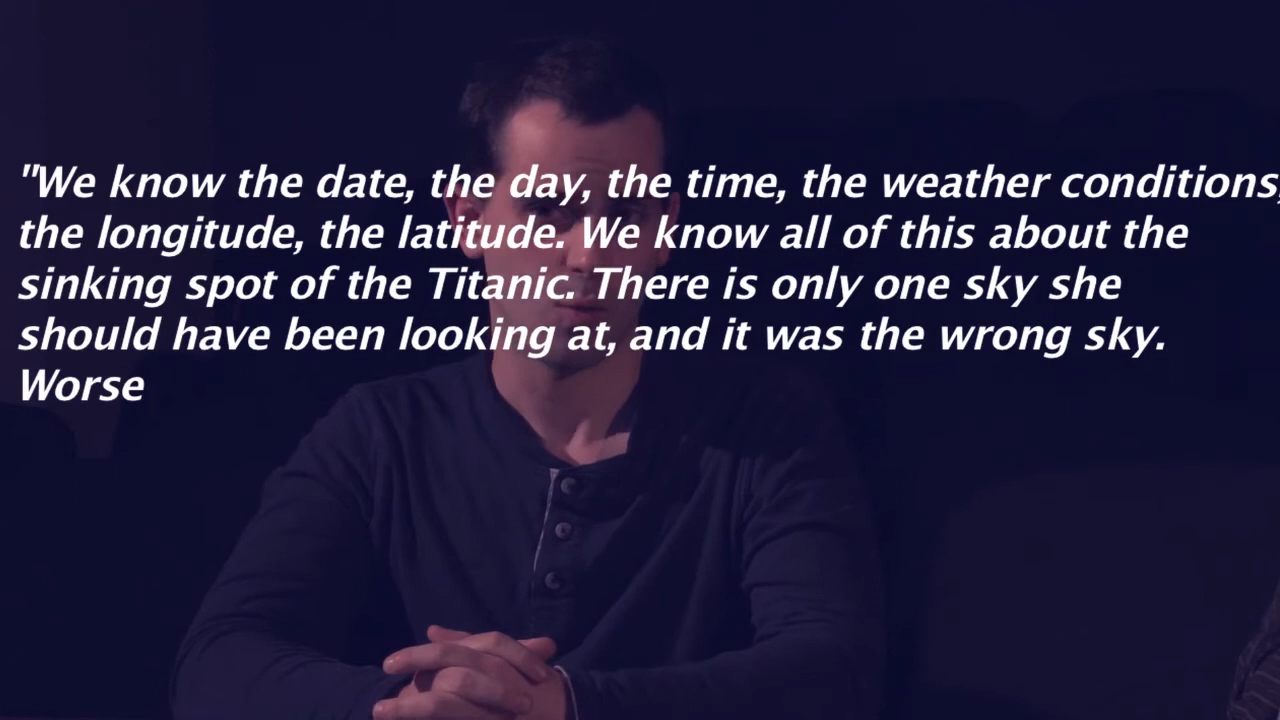 "We know the date, the day, the time, the weather conditions,
the longitude, the latitude. We know all of this about the
sinking spot of the Titanic. There is only one sky she
should have been looking at, and it was the wrong sky.
Worse